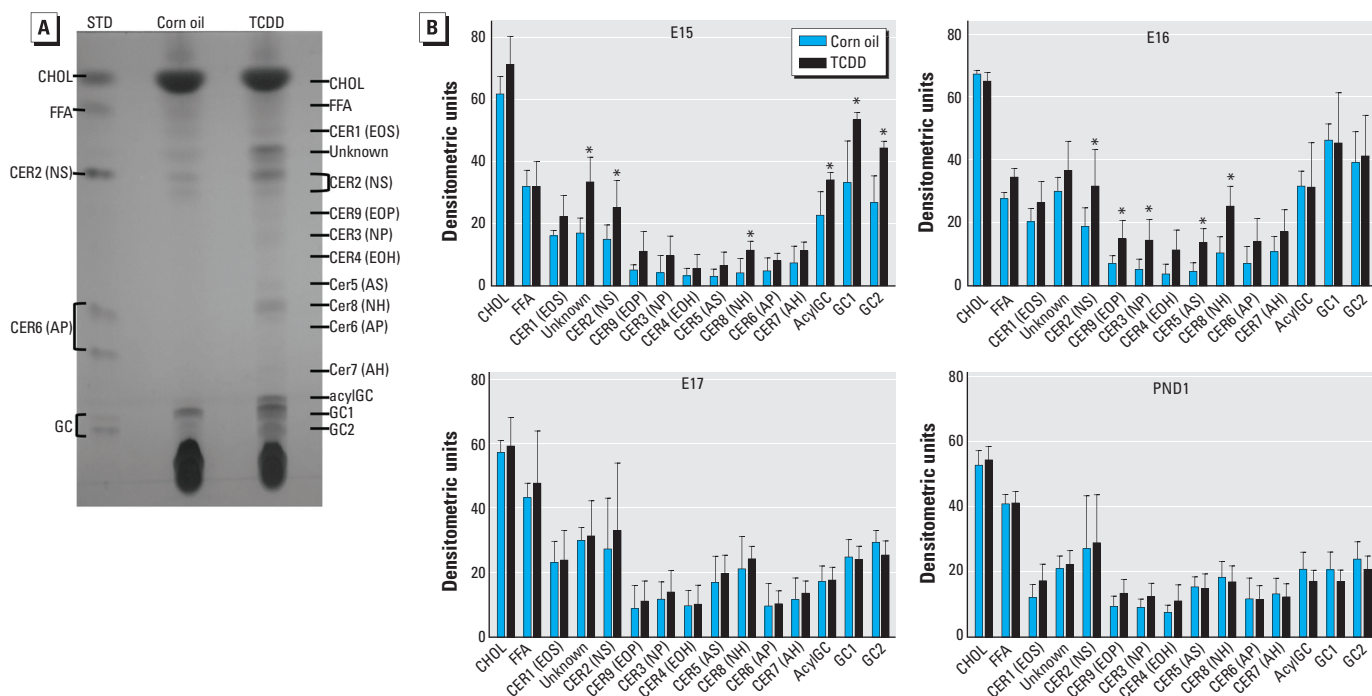 A
STD Corn oil TCDD
CHOL
FFA
CER2 (NS)
CER6 (AP)
GC
CHOL
FFA
CER1 (EOS)
Unknown
CER2 (NS)
CER9 (EOP)
CER3 (NP)
CER4 (EOH)
Cer5 (AS)
Cer8 (NH)
Cer6 (AP)
Cer7 (AH)
acylGC
GC1
GC2
B
E15
Corn oil
TCDD
Densitometric units
80
60
40
20
0
* * * * * *
CHOL FFA CER1 (EOS) Unknown CER2 (NS) CER9 (EOP) CER3 (NP) CER4 (EOH) CER5 (AS) CER8 (NH) CER6 (AP) CER7 (AH) AcylGC GC1 GC2
E16
Densitometric units
80
60
40
20
0
* * * * *
CHOL FFA CER1 (EOS) Unknown CER2 (NS) CER9 (EOP) CER3 (NP) CER4 (EOH) CER5 (AS) CER8 (NH) CER6 (AP) CER7 (AH) AcylGC GC1 GC2
E17
Densitometric units
80
60
40
20
0
CHOL FFA CER1 (EOS) Unknown CER2 (NS) CER9 (EOP) CER3 (NP) CER4 (EOH) CER5 (AS) CER8 (NH) CER6 (AP) CER7 (AH) AcylGC GC1 GC2
PND1
Densitometric units
80
60
40
20
0
CHOL FFA CER1 (EOS) Unknown CER2 (NS) CER9 (EOP) CER3 (NP) CER4 (EOH) CER5 (AS) CER8 (NH) CER6 (AP) CER7 (AH) AcylGC GC1 GC2